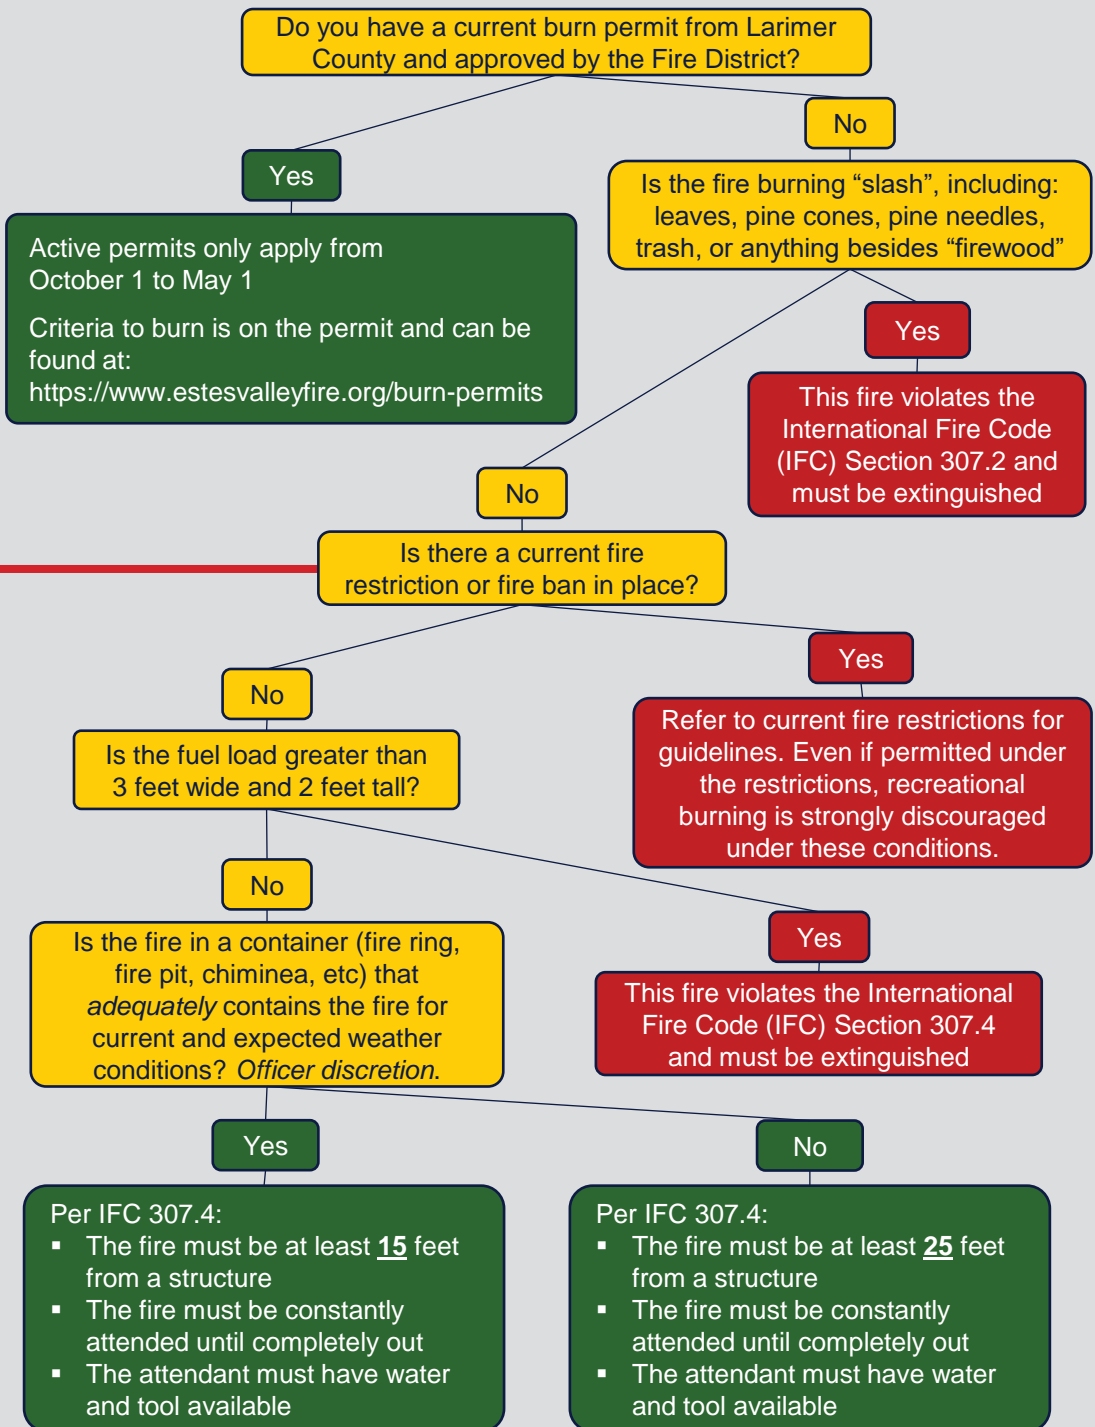 Do you have a current burn permit from Larimer
County and approved by the Fire District?
No
Yes
Is the fire burning “slash”, including:
leaves, pine cones, pine needles,
trash, or anything besides “firewood”
Active permits only apply from
October 1 to May 1
Criteria to burn is on the permit and can be
found at:
https://www.estesvalleyfire.org/burn-permits
Yes
This fire violates the
International Fire Code
(IFC) Section 307.2 and
must be extinguished
No
Is there a current fire
restriction or fire ban in place?
Yes
Refer to current fire restrictions for
guidelines. Even if permitted under
the restrictions, recreational
burning is strongly discouraged
under these conditions.
No
Is the fuel load greater than
3 feet wide and 2 feet tall?
No
Is the fire in a container (fire ring,
fire pit, chiminea, etc) that
adequately contains the fire for
current and expected weather
conditions? Officer discretion.
Yes
This fire violates the International
Fire Code (IFC) Section 307.4
and must be extinguished
Yes
Per IFC 307.4:
▪ The fire must be at least 15 feet
from a structure
▪ The fire must be constantly
attended until completely out
▪ The attendant must have water
and tool available
No
Per IFC 307.4:
▪ The fire must be at least 25 feet
from a structure
▪ The fire must be constantly
attended until completely out
▪ The attendant must have water
and tool available